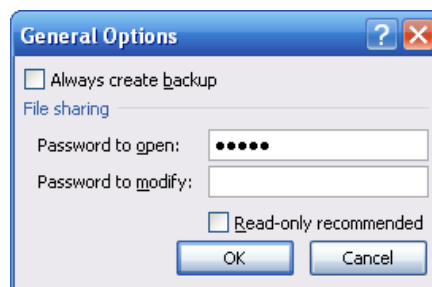 General Options
Always create backup
File sharing
Password to open: •••••
Password to modify:
Read-only recommended
OK Cancel